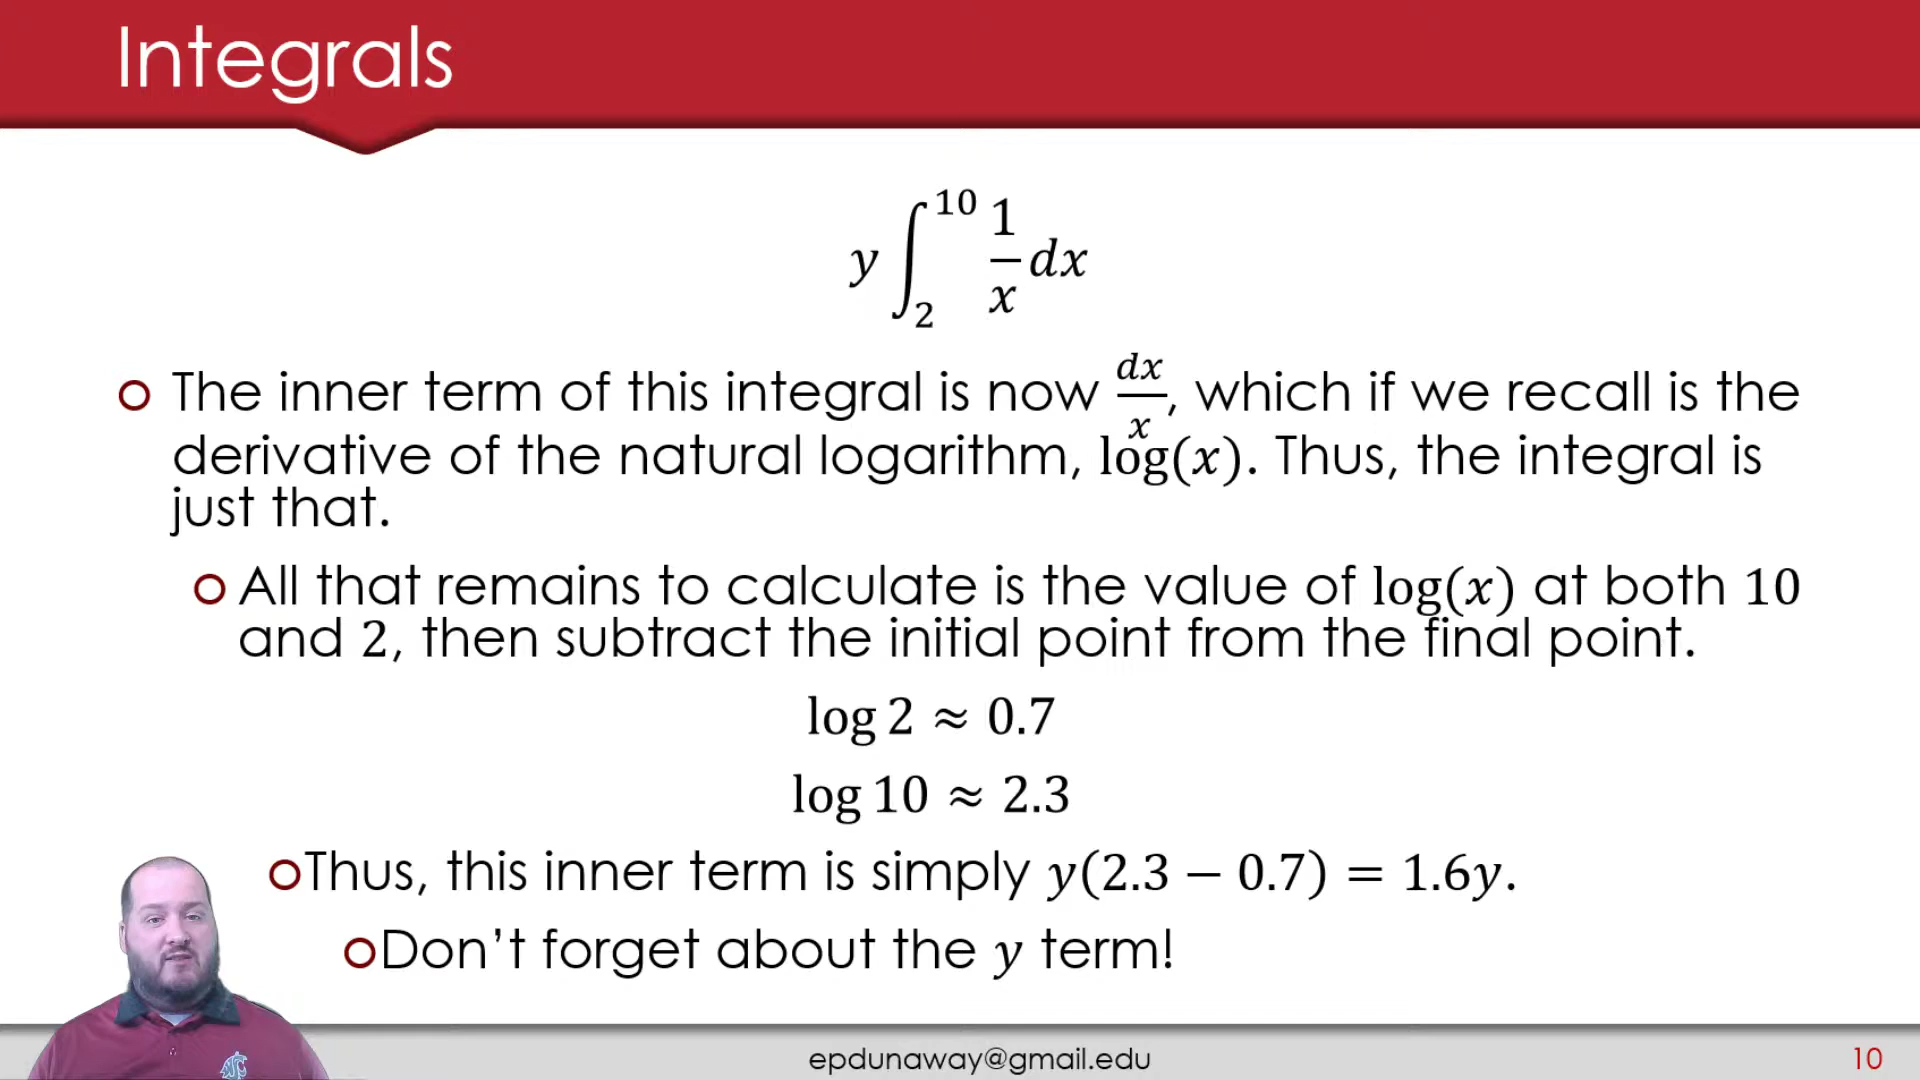 Integrals
y ∫₂¹⁰ 1/x dx
The inner term of this integral is now dx/x, which if we recall is the
derivative of the natural logarithm, log(x). Thus, the integral is
just that.
All that remains to calculate is the value of log(x) at both 10
and 2, then subtract the initial point from the final point.
log 2 ≈ 0.7
log 10 ≈ 2.3
Thus, this inner term is simply y(2.3 − 0.7) = 1.6y.
Don't forget about the y term!
epdunaway@gmail.edu
10